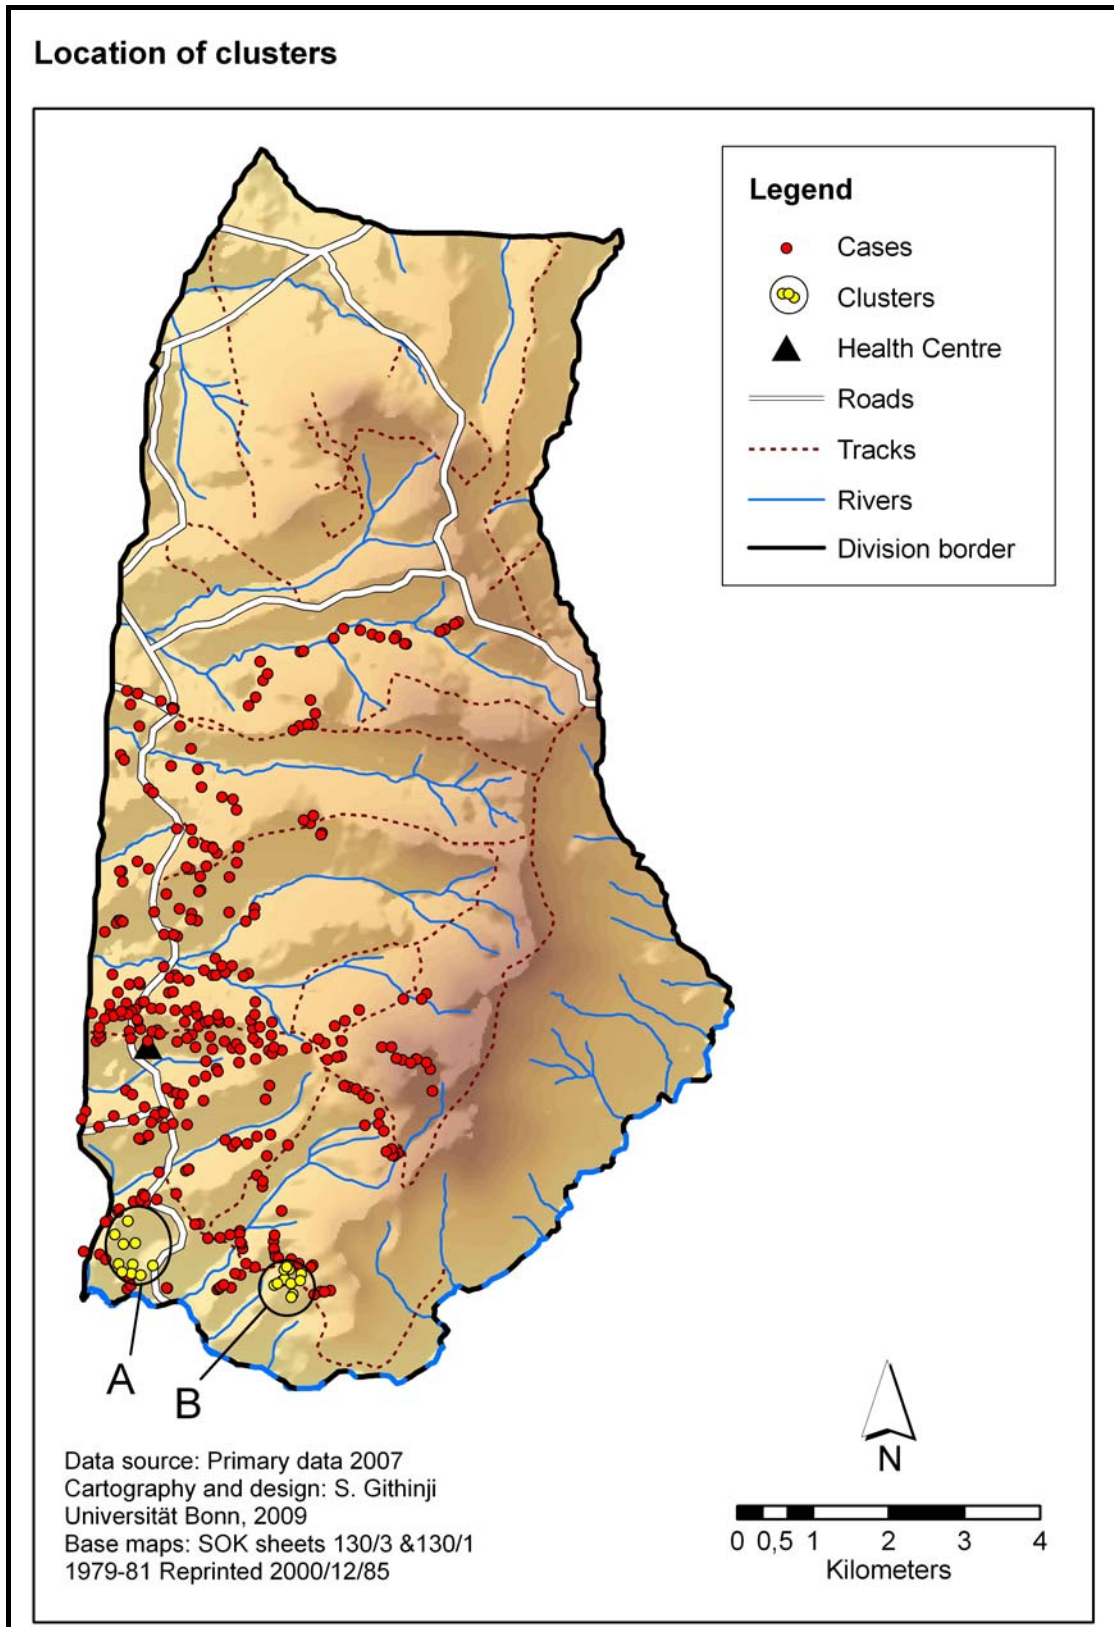 Location of clusters
Legend
Cases
Clusters
Health Centre
Roads
Tracks
Rivers
Division border
A
B
N
Data source: Primary data 2007
Cartography and design: S. Githinji
Universität Bonn, 2009
Base maps: SOK sheets 130/3 &130/1
1979-81 Reprinted 2000/12/85
0 0,5 1 2 3 4
Kilometers